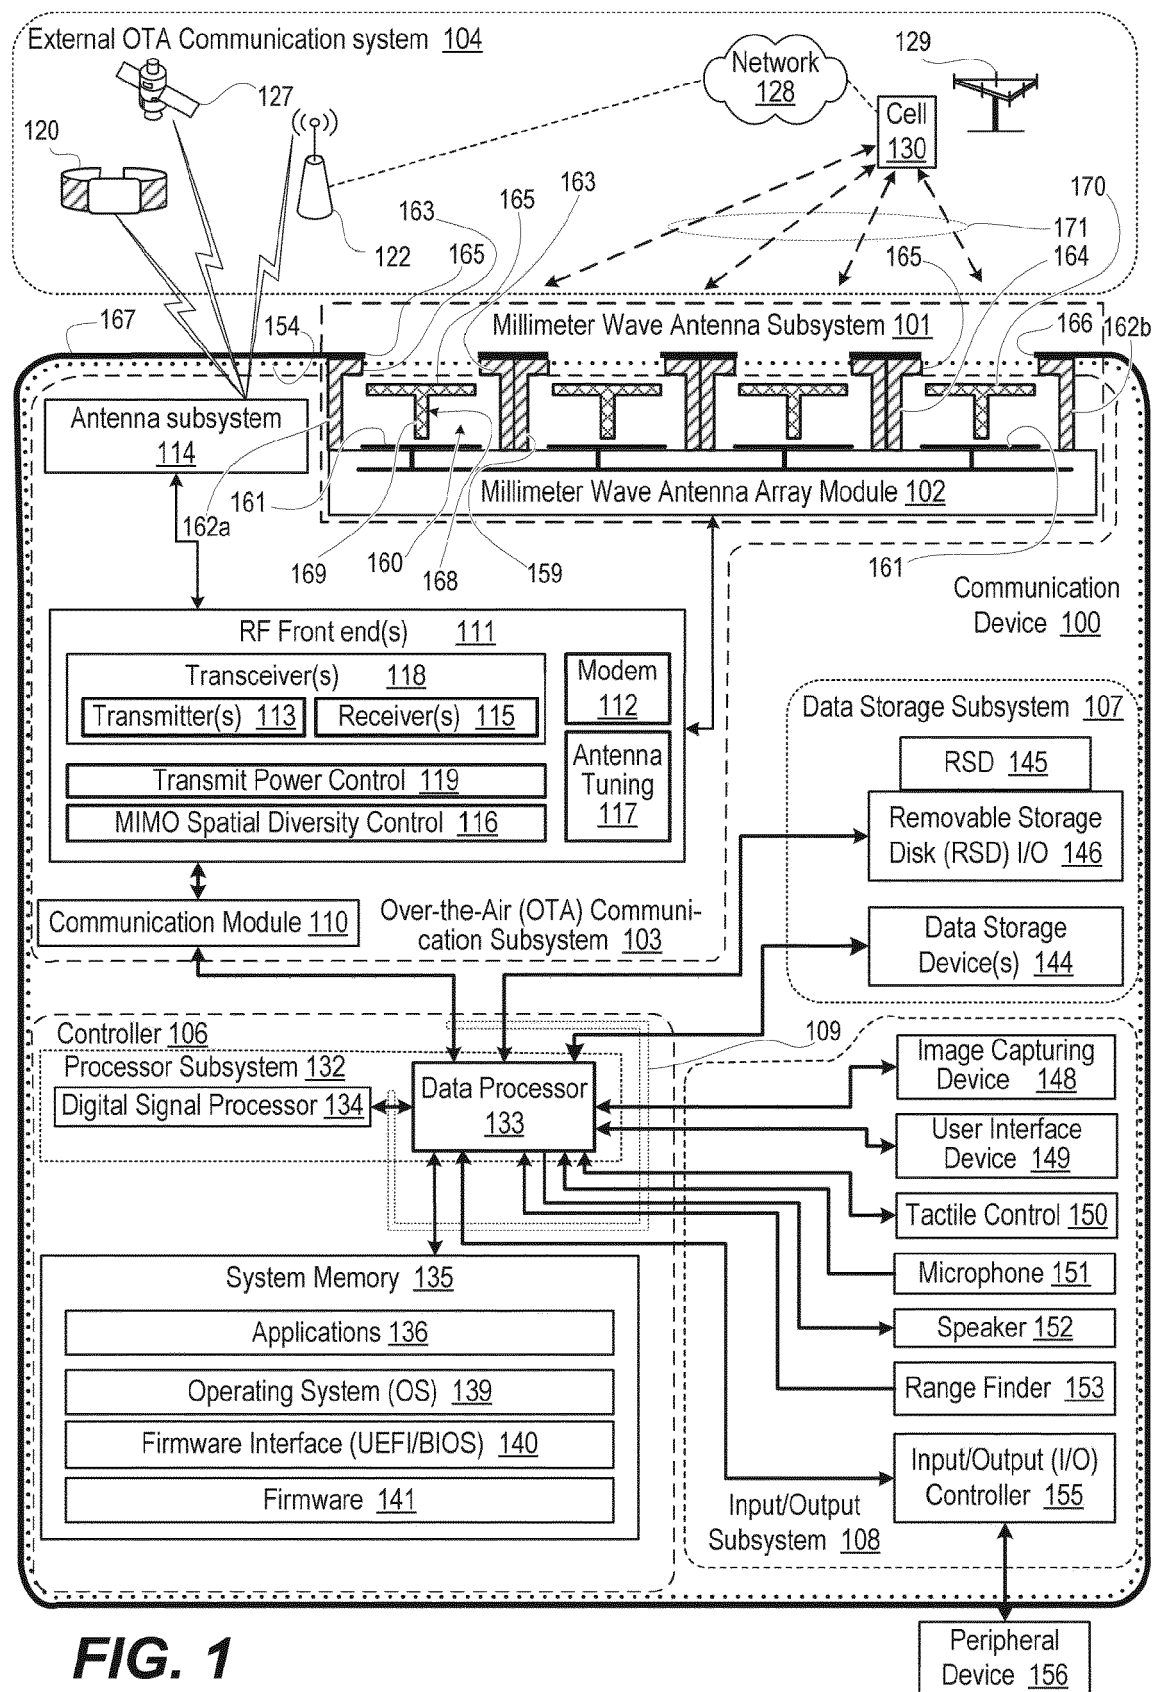 External OTA Communication system 104
129
Network
128
127
120
Cell
130
122
163
165
163
170
171
165
164
165
167
154
Millimeter Wave Antenna Subsystem 101
166
162b
Antenna subsystem
114
161
162a
Millimeter Wave Antenna Array Module 102
169
160
168
159
161
Communication
Device 100
RF Front end(s) 111
Transceiver(s) 118
Transmitter(s) 113
Receiver(s) 115
Modem
112
Antenna
Tuning
117
Transmit Power Control 119
MIMO Spatial Diversity Control 116
Data Storage Subsystem 107
RSD 145
Removable Storage
Disk (RSD) I/O 146
Data Storage
Device(s) 144
Communication Module 110
Over-the-Air (OTA) Communi-
cation Subsystem 103
Controller 106
109
Processor Subsystem 132
Digital Signal Processor 134
Data Processor
133
Image Capturing
Device 148
User Interface
Device 149
Tactile Control 150
Microphone 151
Speaker 152
Range Finder 153
Input/Output (I/O)
Controller 155
Input/Output
Subsystem 108
System Memory 135
Applications 136
Operating System (OS) 139
Firmware Interface (UEFI/BIOS) 140
Firmware 141
Peripheral
Device 156
FIG. 1